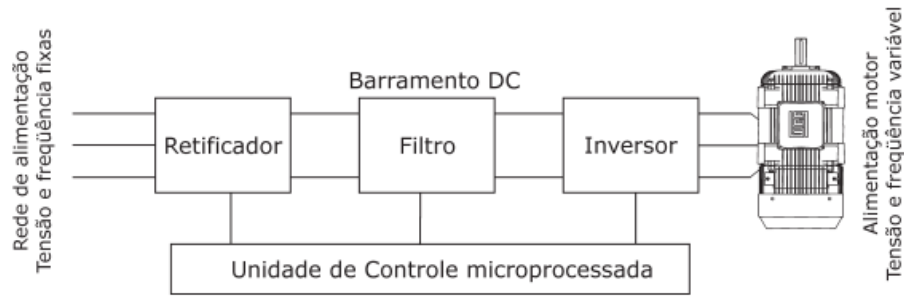 Rede de alimentação
Tensão e freqüência fixas
Barramento DC
Retificador
Filtro
Inversor
Unidade de Controle microprocessada
Alimentação motor
Tensão e freqüência variável